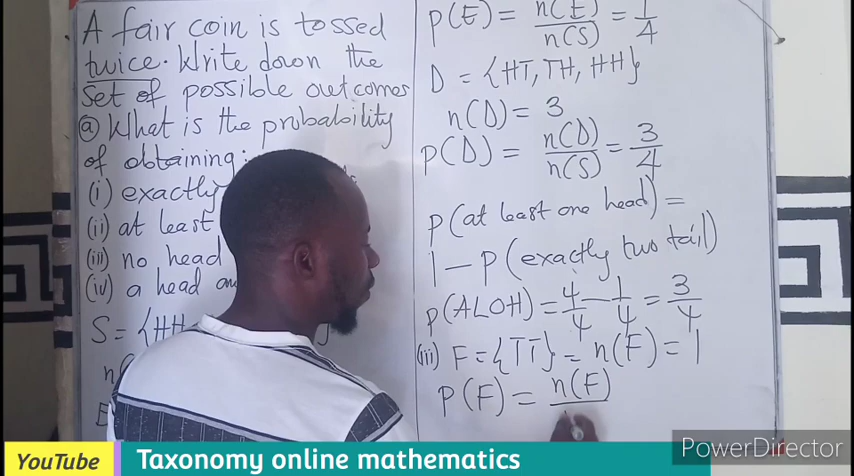 A fair coin is tossed
twice. Write down the
set of possible outcomes
(a) What is the probability
of obtaining:
(i) exactly
(ii) at least
(iii) no head
(iv) a head
S = {HH
P(E) = n(E)/n(S) = 1/4
D = {HT, TH, HH}
n(D) = 3
P(D) = n(D)/n(S) = 3/4
P(at least one head) =
1 - P(exactly two tail)
P(ALOH) = 4/4 - 1/4 = 3/4
(iii) F = {TT} = n(F) = 1
P(F) = n(F)
PowerDirector
YouTube Taxonomy online mathematics